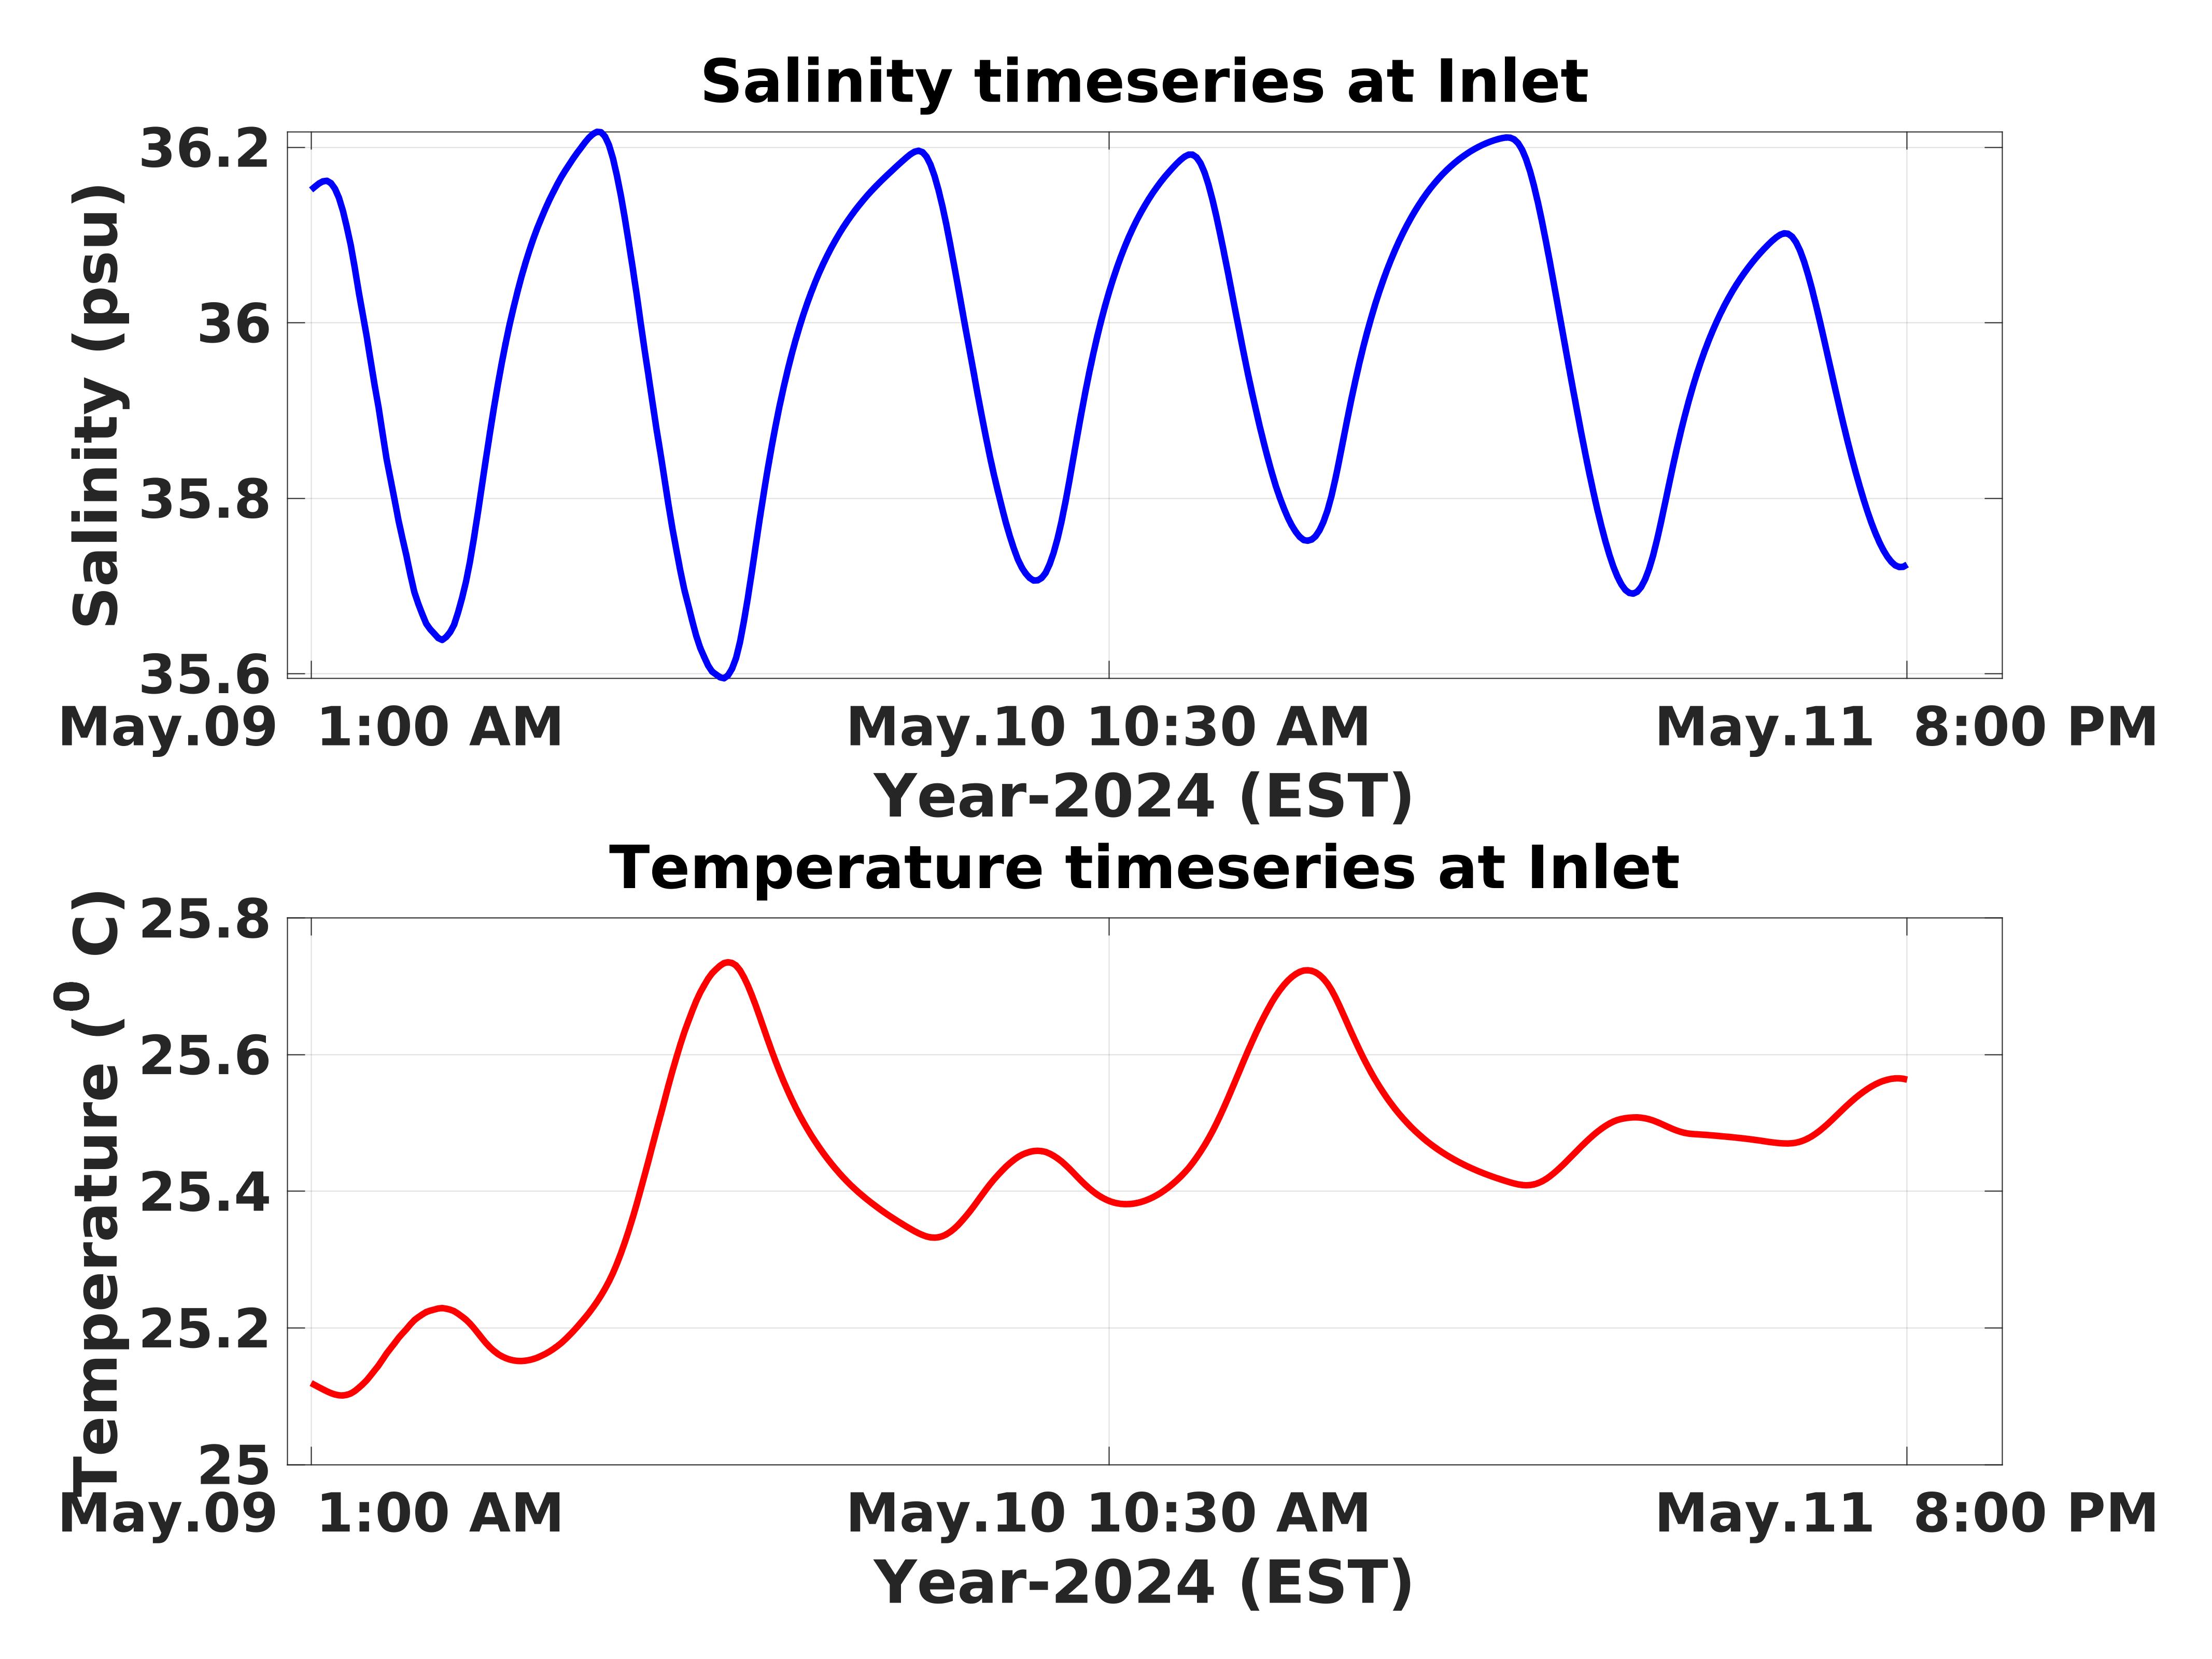 Salinity timeseries at Inlet
Salinity (psu)
36.2
36
35.8
35.6
May.09 1:00 AM
May.10 10:30 AM
May.11 8:00 PM
Year-2024 (EST)
Temperature timeseries at Inlet
Temperature (⁰ C)
25.8
25.6
25.4
25.2
25
May.09 1:00 AM
May.10 10:30 AM
May.11 8:00 PM
Year-2024 (EST)